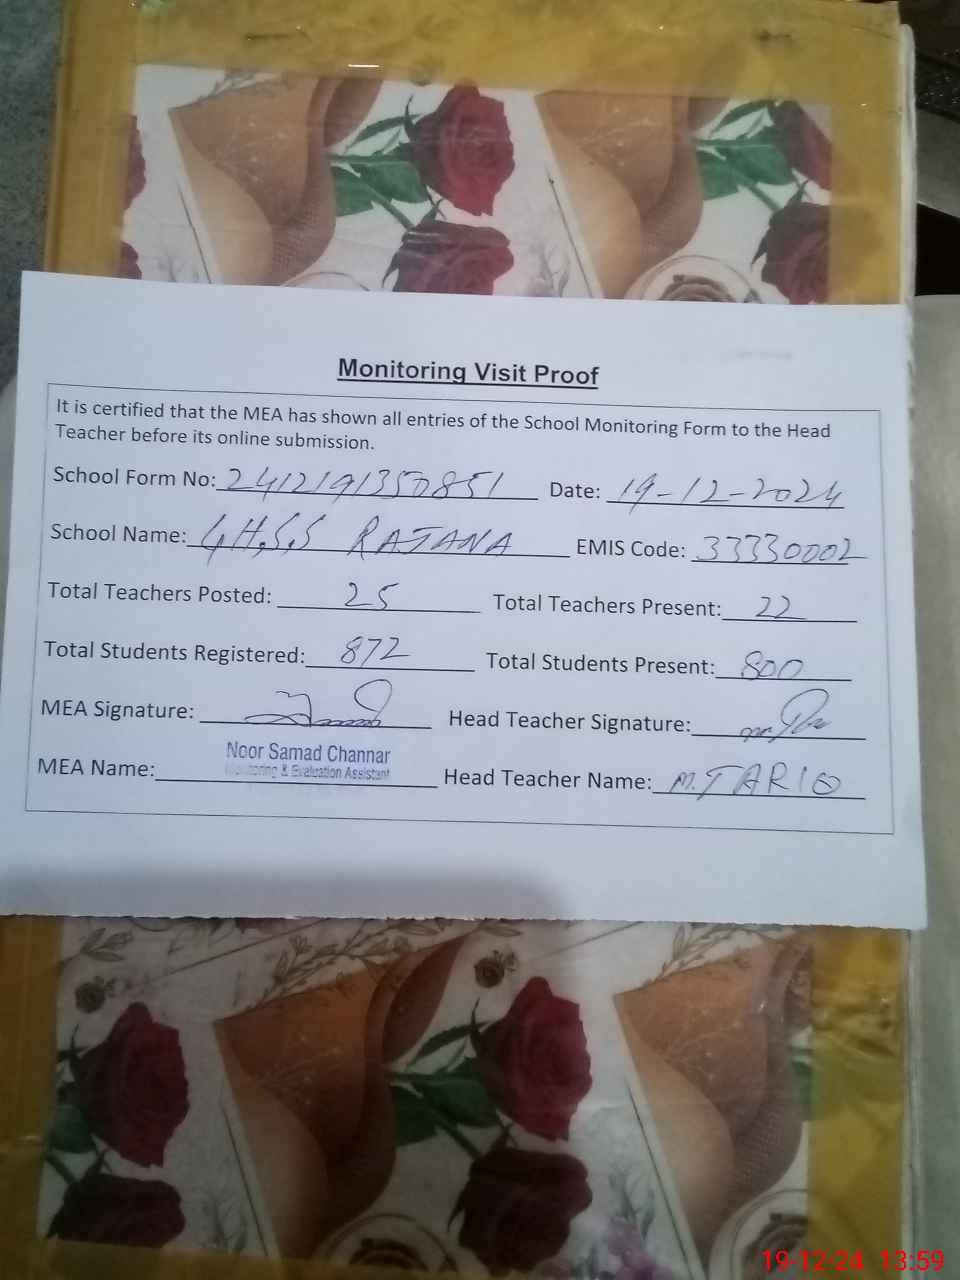 Monitoring Visit Proof
It is certified that the MEA has shown all entries of the School Monitoring Form to the Head
Teacher before its online submission.
School Form No: 2412191350851 Date: 19-12-2024
School Name: G.H.S.S RAJANA EMIS Code: 33330002
Total Teachers Posted: 25 Total Teachers Present: 22
Total Students Registered: 872 Total Students Present: 800
MEA Signature: Head Teacher Signature:
Noor Samad Channar
Monitoring & Evaluation Assistant
MEA Name: Head Teacher Name: M. TARIQ
19-12-24 13:59